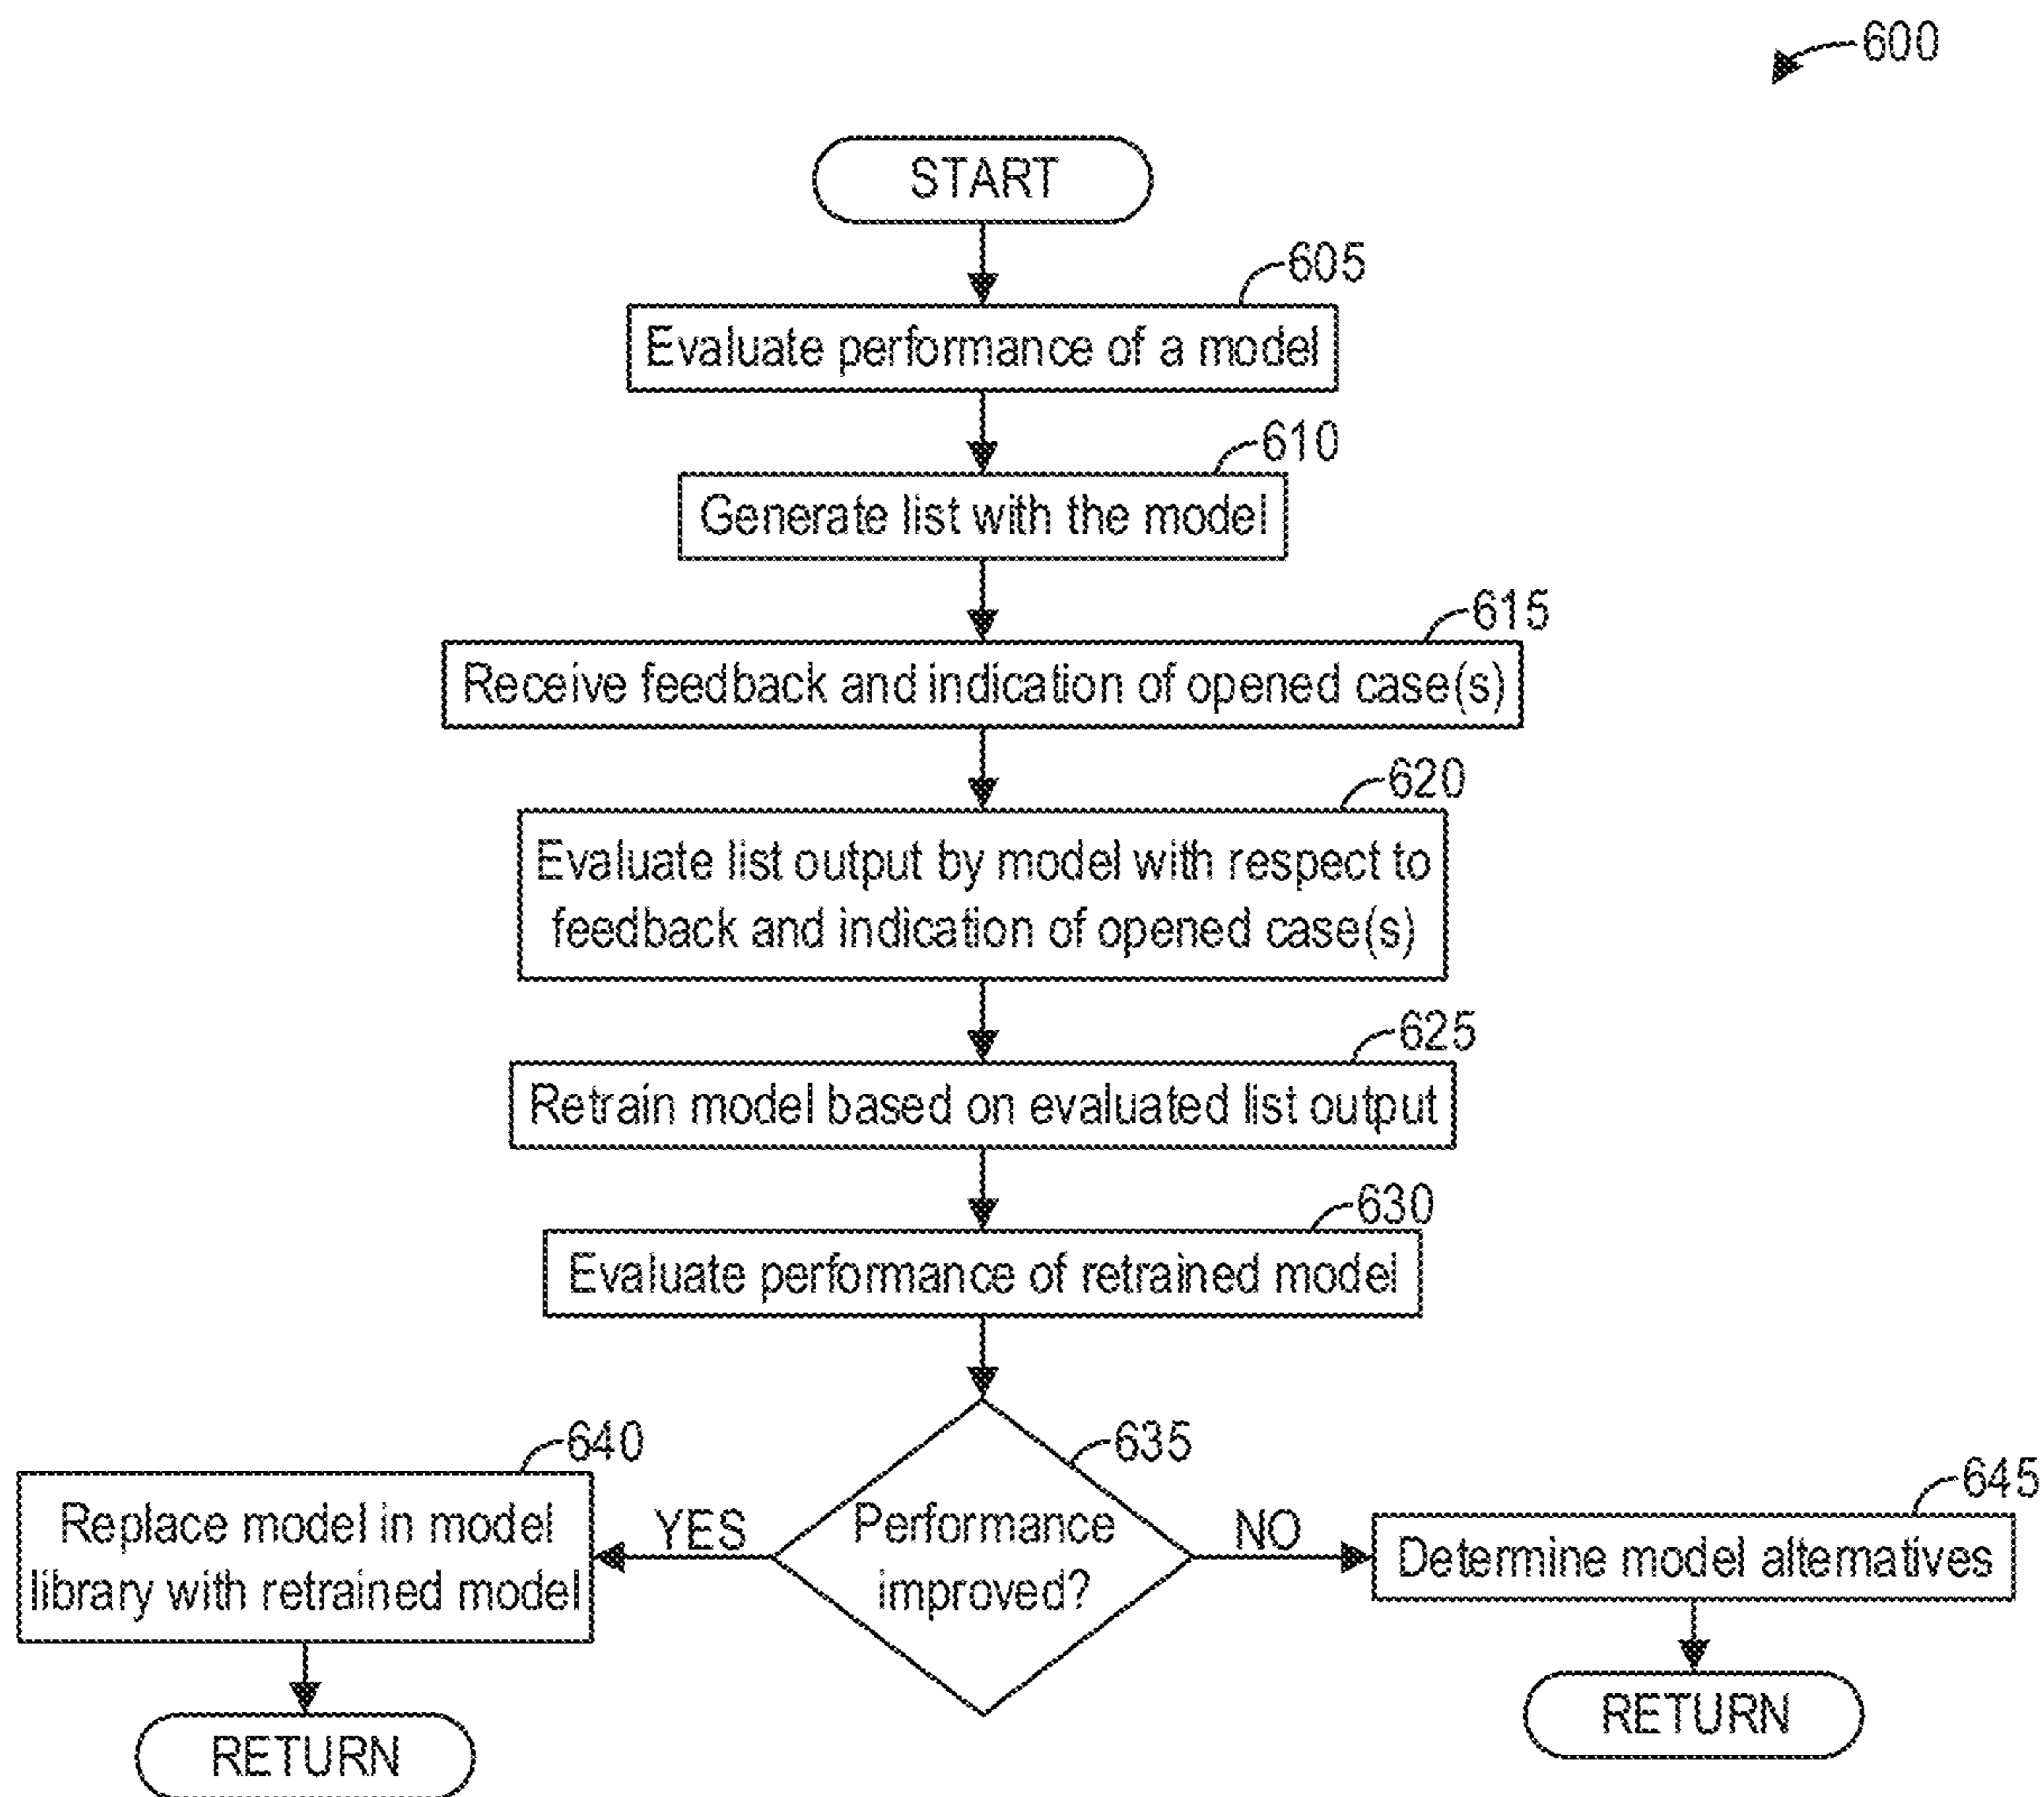 600
START
605
Evaluate performance of a model
610
Generate list with the model
615
Receive feedback and indication of opened case(s)
620
Evaluate list output by model with respect to
feedback and indication of opened case(s)
625
Retrain model based on evaluated list output
630
Evaluate performance of retrained model
635
Performance
improved?
YES
640
Replace model in model
library with retrained model
RETURN
NO
645
Determine model alternatives
RETURN